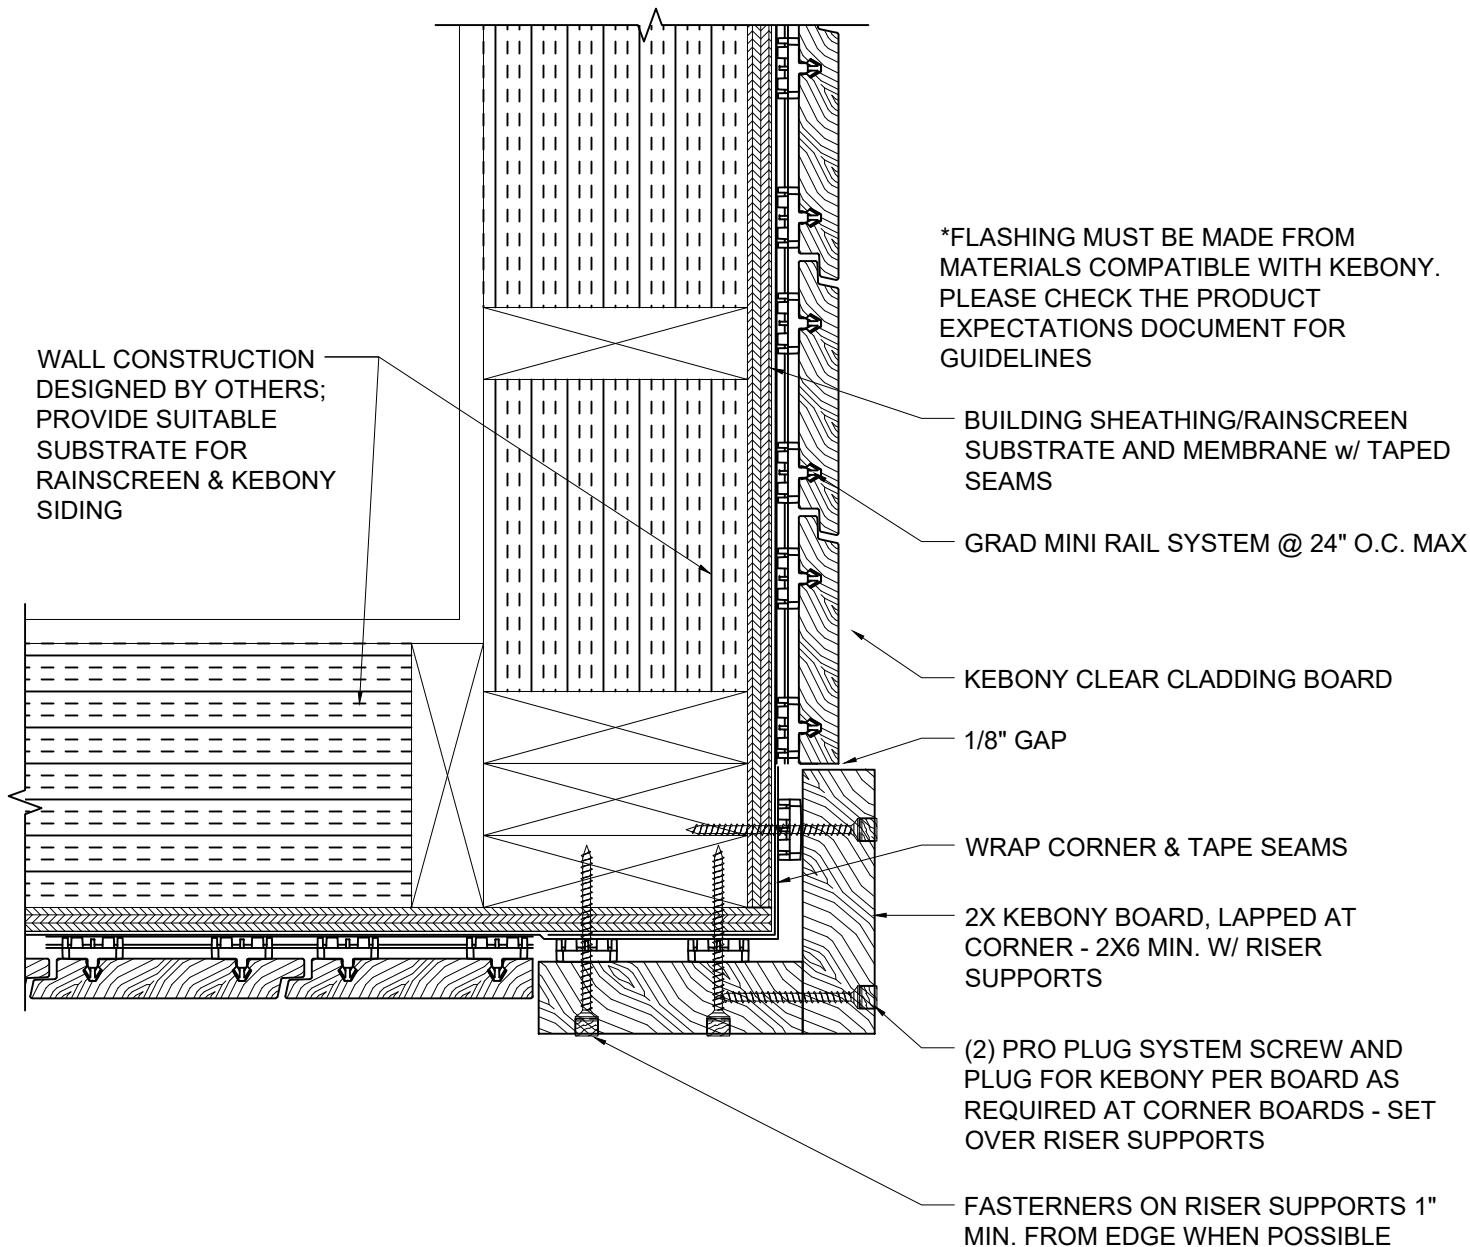 *FLASHING MUST BE MADE FROM
MATERIALS COMPATIBLE WITH KEBONY.
PLEASE CHECK THE PRODUCT
EXPECTATIONS DOCUMENT FOR
GUIDELINES
WALL CONSTRUCTION
DESIGNED BY OTHERS;
PROVIDE SUITABLE
SUBSTRATE FOR
RAINSCREEN & KEBONY
SIDING
BUILDING SHEATHING/RAINSCREEN
SUBSTRATE AND MEMBRANE w/ TAPED
SEAMS
GRAD MINI RAIL SYSTEM @ 24" O.C. MAX
KEBONY CLEAR CLADDING BOARD
1/8" GAP
WRAP CORNER & TAPE SEAMS
2X KEBONY BOARD, LAPPED AT
CORNER - 2X6 MIN. W/ RISER
SUPPORTS
(2) PRO PLUG SYSTEM SCREW AND
PLUG FOR KEBONY PER BOARD AS
REQUIRED AT CORNER BOARDS - SET
OVER RISER SUPPORTS
FASTERNERS ON RISER SUPPORTS 1"
MIN. FROM EDGE WHEN POSSIBLE